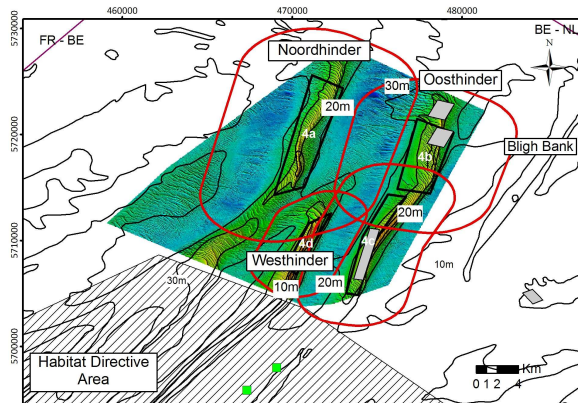 460000
470000
480000
5730000
FR - BE
BE - NL
N
Noordhinder
Oosthinder
30m
20m
5720000
4a
4b
Bligh Bank
20m
5710000
4d
4c
Westhinder
10m
30m
10m
20m
5700000
Habitat Directive
Area
Km
0 1 2 4